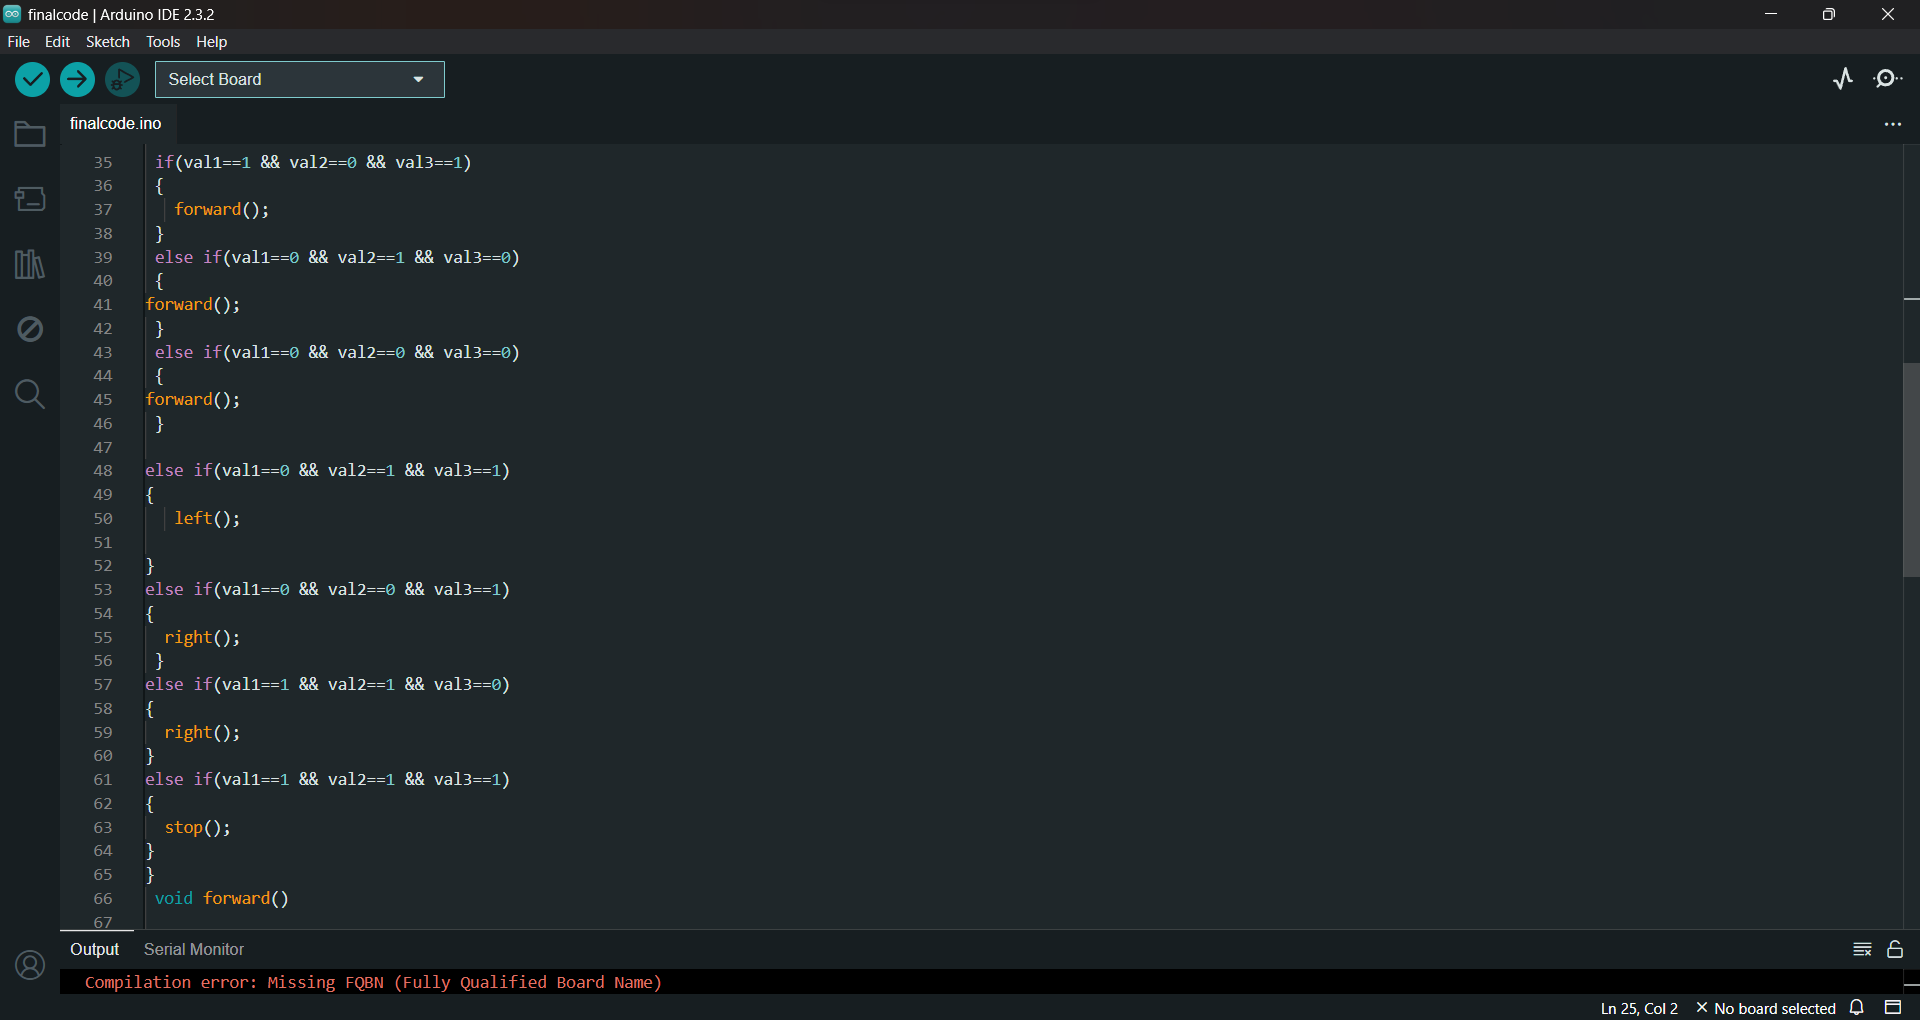 finalcode | Arduino IDE 2.3.2
File Edit Sketch Tools Help
Select Board
finalcode.ino
35 if(val1==1 && val2==0 && val3==1)
36 {
37 forward();
38 }
39 else if(val1==0 && val2==1 && val3==0)
40 {
41 forward();
42 }
43 else if(val1==0 && val2==0 && val3==0)
44 {
45 forward();
46 }
47
48 else if(val1==0 && val2==1 && val3==1)
49 {
50 left();
51
52 }
53 else if(val1==0 && val2==0 && val3==1)
54 {
55 right();
56 }
57 else if(val1==1 && val2==1 && val3==0)
58 {
59 right();
60 }
61 else if(val1==1 && val2==1 && val3==1)
62 {
63 stop();
64 }
65 }
66 void forward()
67
Output Serial Monitor
Compilation error: Missing FQBN (Fully Qualified Board Name)
Ln 25, Col 2 No board selected